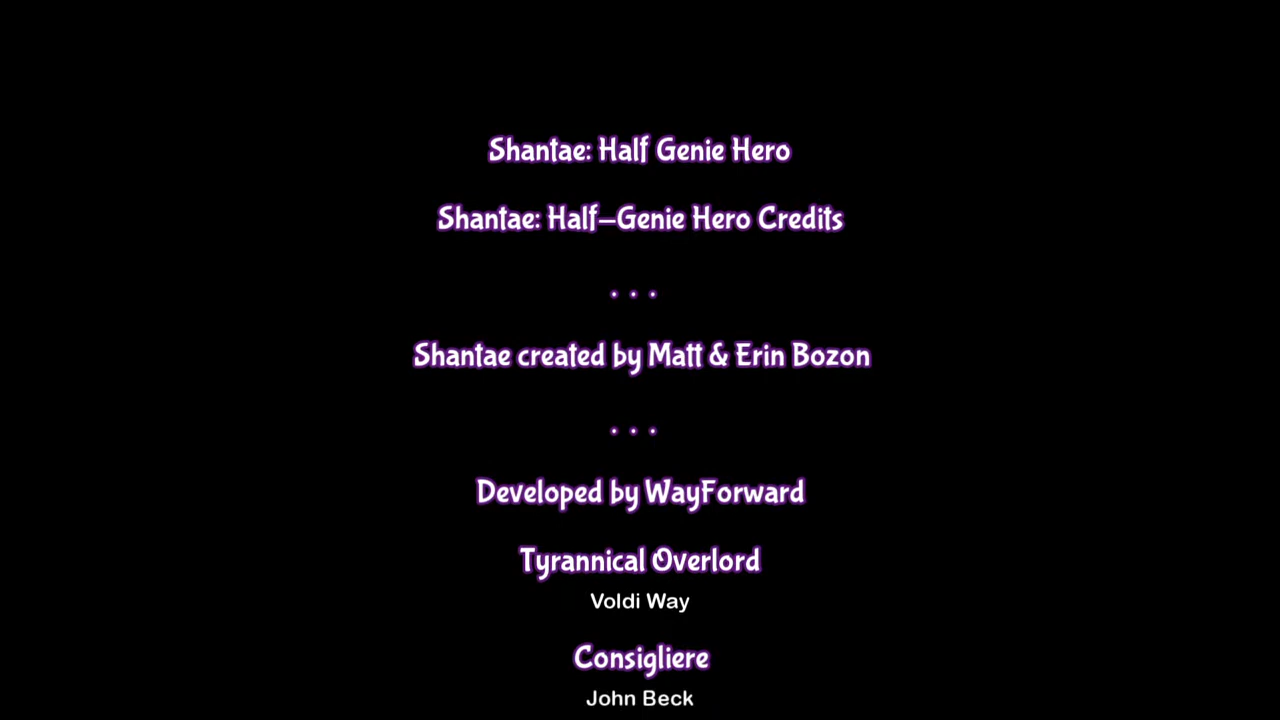 Shantae: Half Genie Hero
Shantae: Half-Genie Hero Credits
. . .
Shantae created by Matt & Erin Bozon
. . .
Developed by WayForward
Tyrannical Overlord
Voldi Way
Consigliere
John Beck